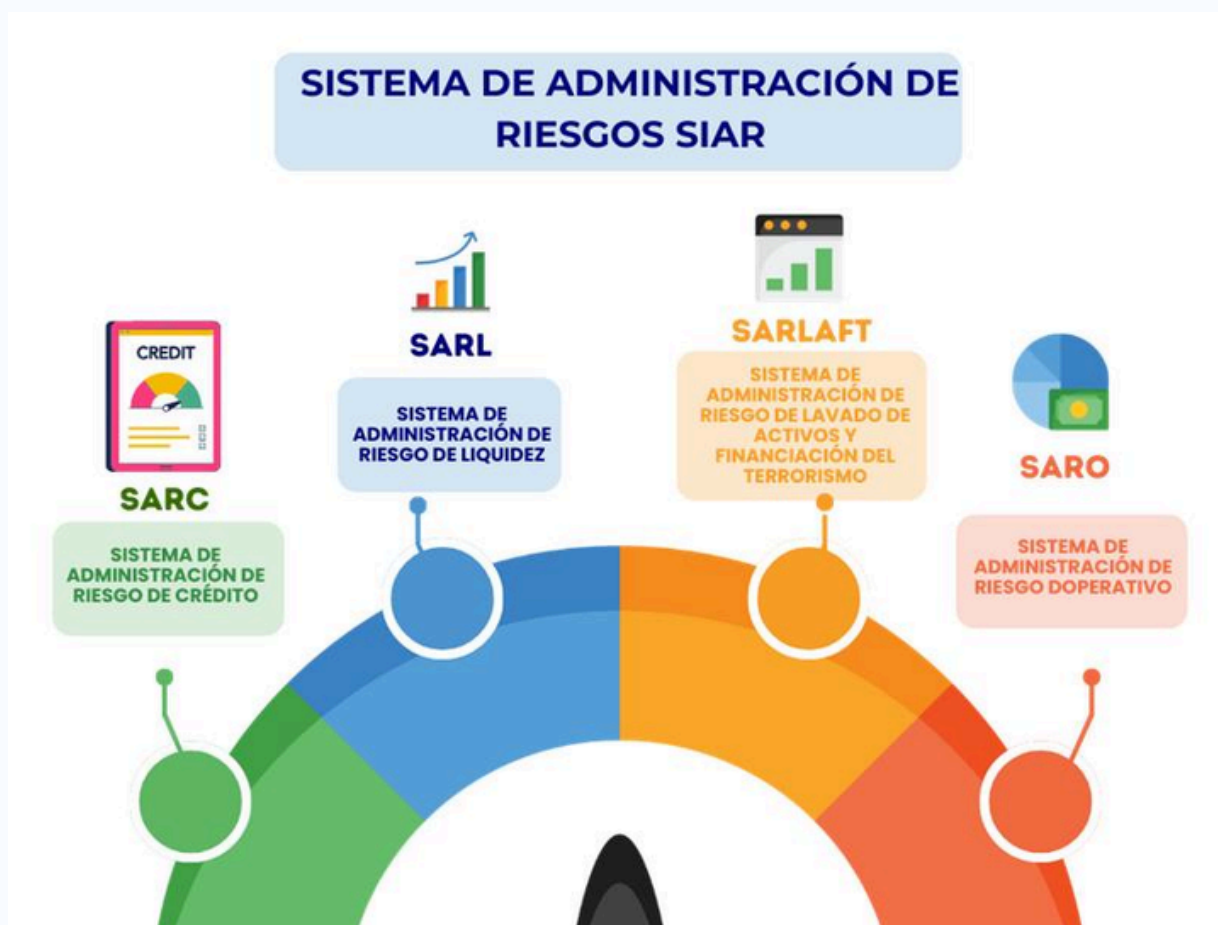 SISTEMA DE ADMINISTRACIÓN DE
RIESGOS SIAR
CREDIT
SARC
SISTEMA DE
ADMINISTRACIÓN DE
RIESGO DE CRÉDITO
SARL
SISTEMA DE
ADMINISTRACIÓN DE
RIESGO DE LIQUIDEZ
SARLAFT
SISTEMA DE
ADMINISTRACIÓN DE
RIESGO DE LAVADO DE
ACTIVOS Y
FINANCIACIÓN DEL
TERRORISMO
SARO
SISTEMA DE
ADMINISTRACIÓN DE
RIESGO DOPERATIVO